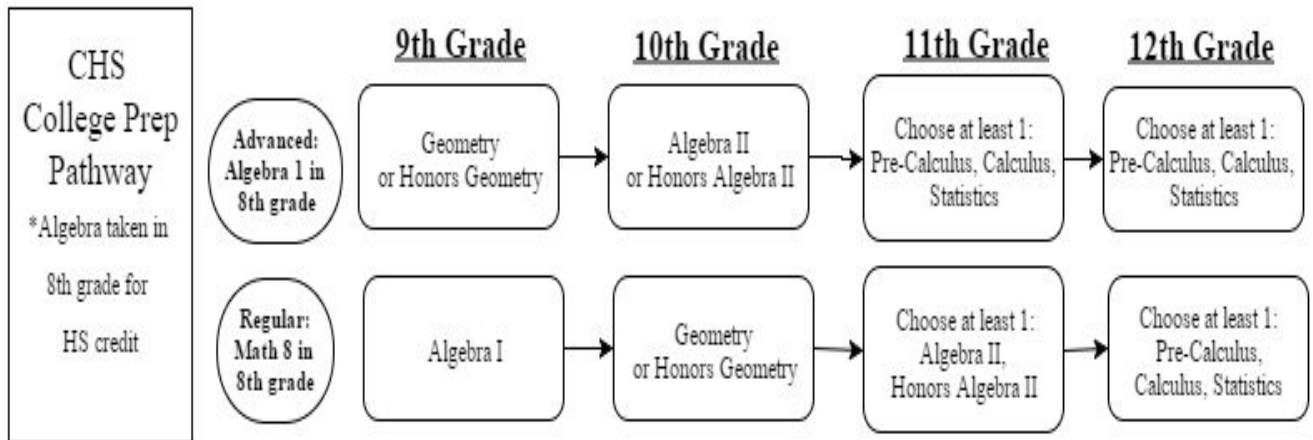 CHS
College Prep
Pathway
*Algebra taken in
8th grade for
HS credit
9th Grade
10th Grade
11th Grade
12th Grade
Advanced:
Algebra 1 in
8th grade
Geometry
or Honors Geometry
Algebra II
or Honors Algebra II
Choose at least 1:
Pre-Calculus, Calculus,
Statistics
Choose at least 1:
Pre-Calculus, Calculus,
Statistics
Regular:
Math 8 in
8th grade
Algebra I
Geometry
or Honors Geometry
Choose at least 1:
Algebra II,
Honors Algebra II
Choose at least 1:
Pre-Calculus,
Calculus, Statistics